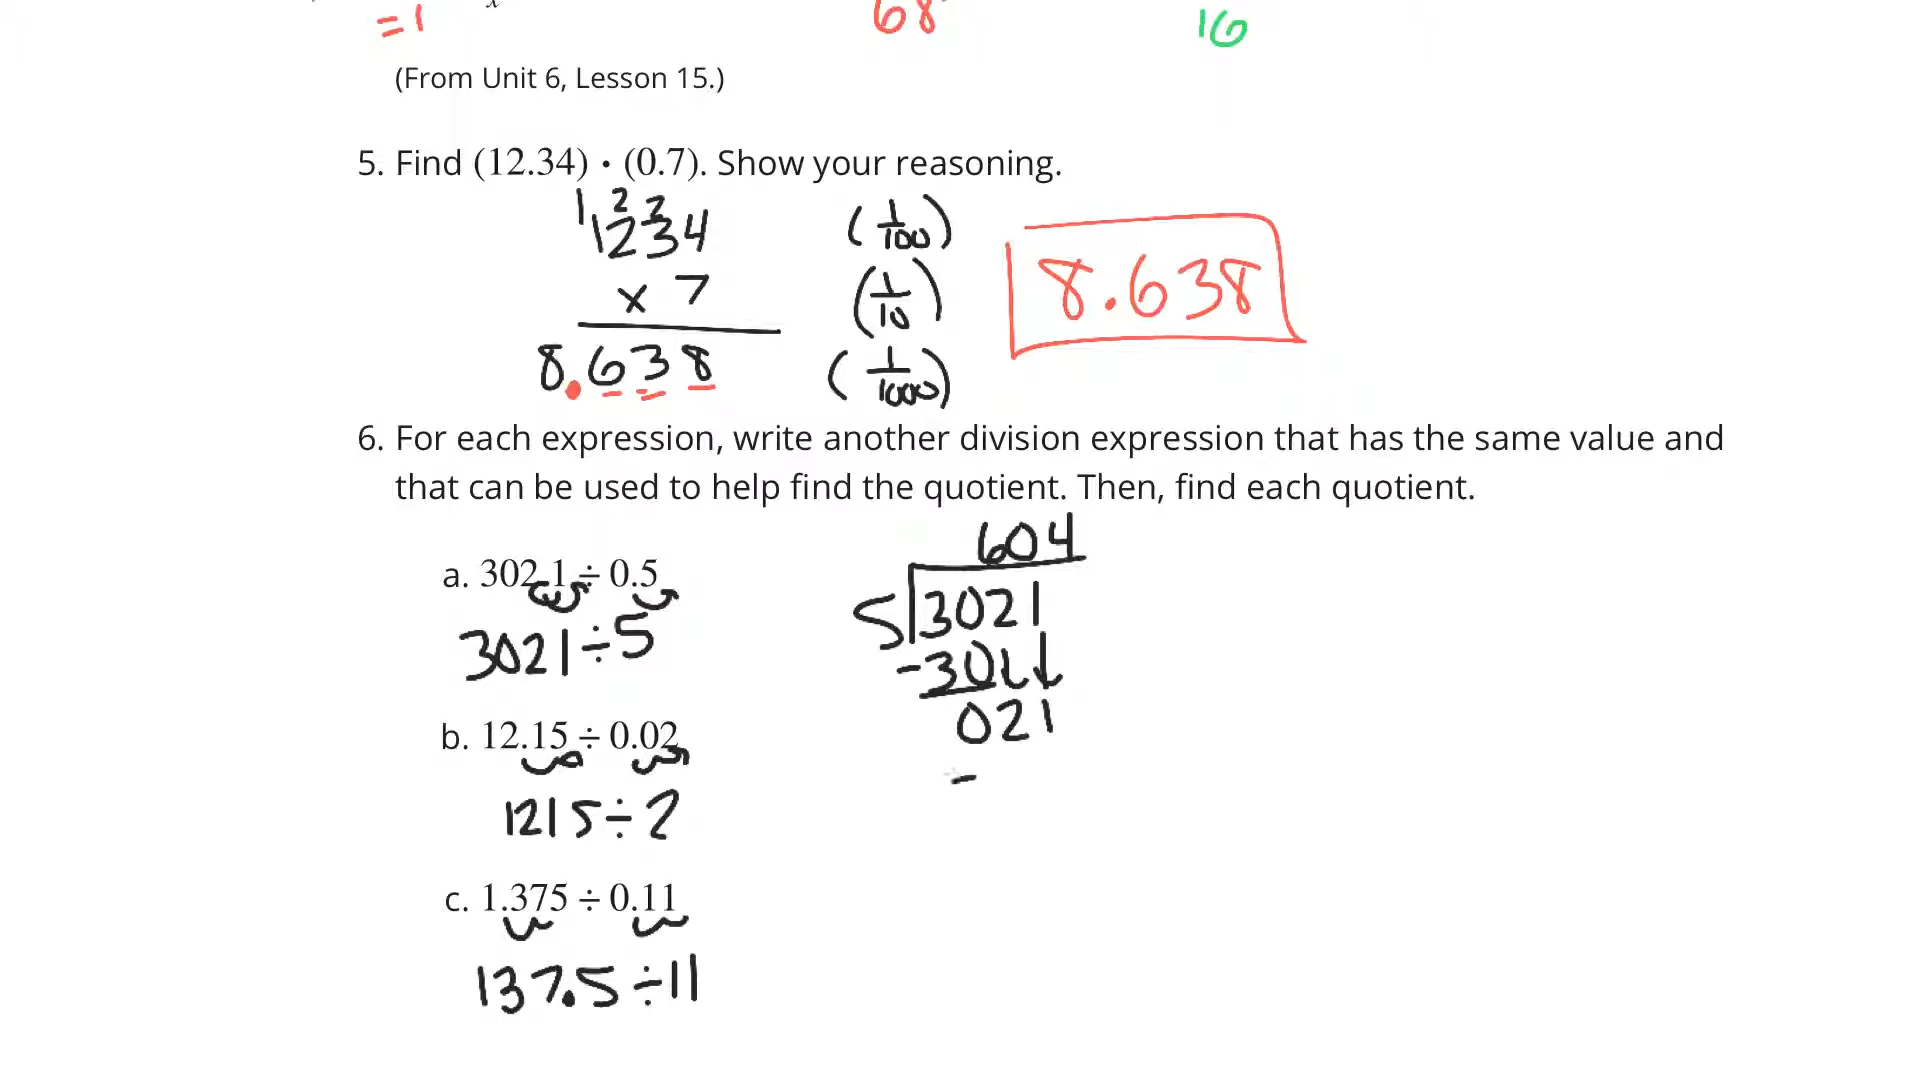 =1 x 68 16
(From Unit 6, Lesson 15.)
5. Find (12.34) · (0.7). Show your reasoning.
1 2 2
1234 (1/100)
x 7 (1/10)
8.638 (1/1000)
8.638
6. For each expression, write another division expression that has the same value and
that can be used to help find the quotient. Then, find each quotient.
604
a. 302.1 ÷ 0.5
5 3021
3021 ÷ 5
-30
021
b. 12.15 ÷ 0.02
-
1215 ÷ 2
c. 1.375 ÷ 0.11
137.5 ÷ 11